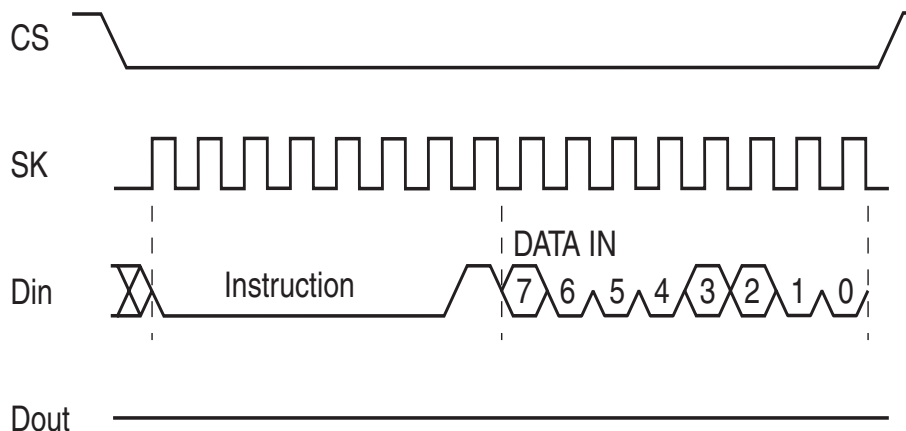 CS
SK
DATA IN
Din Instruction 7 6 5 4 3 2 1 0
Dout